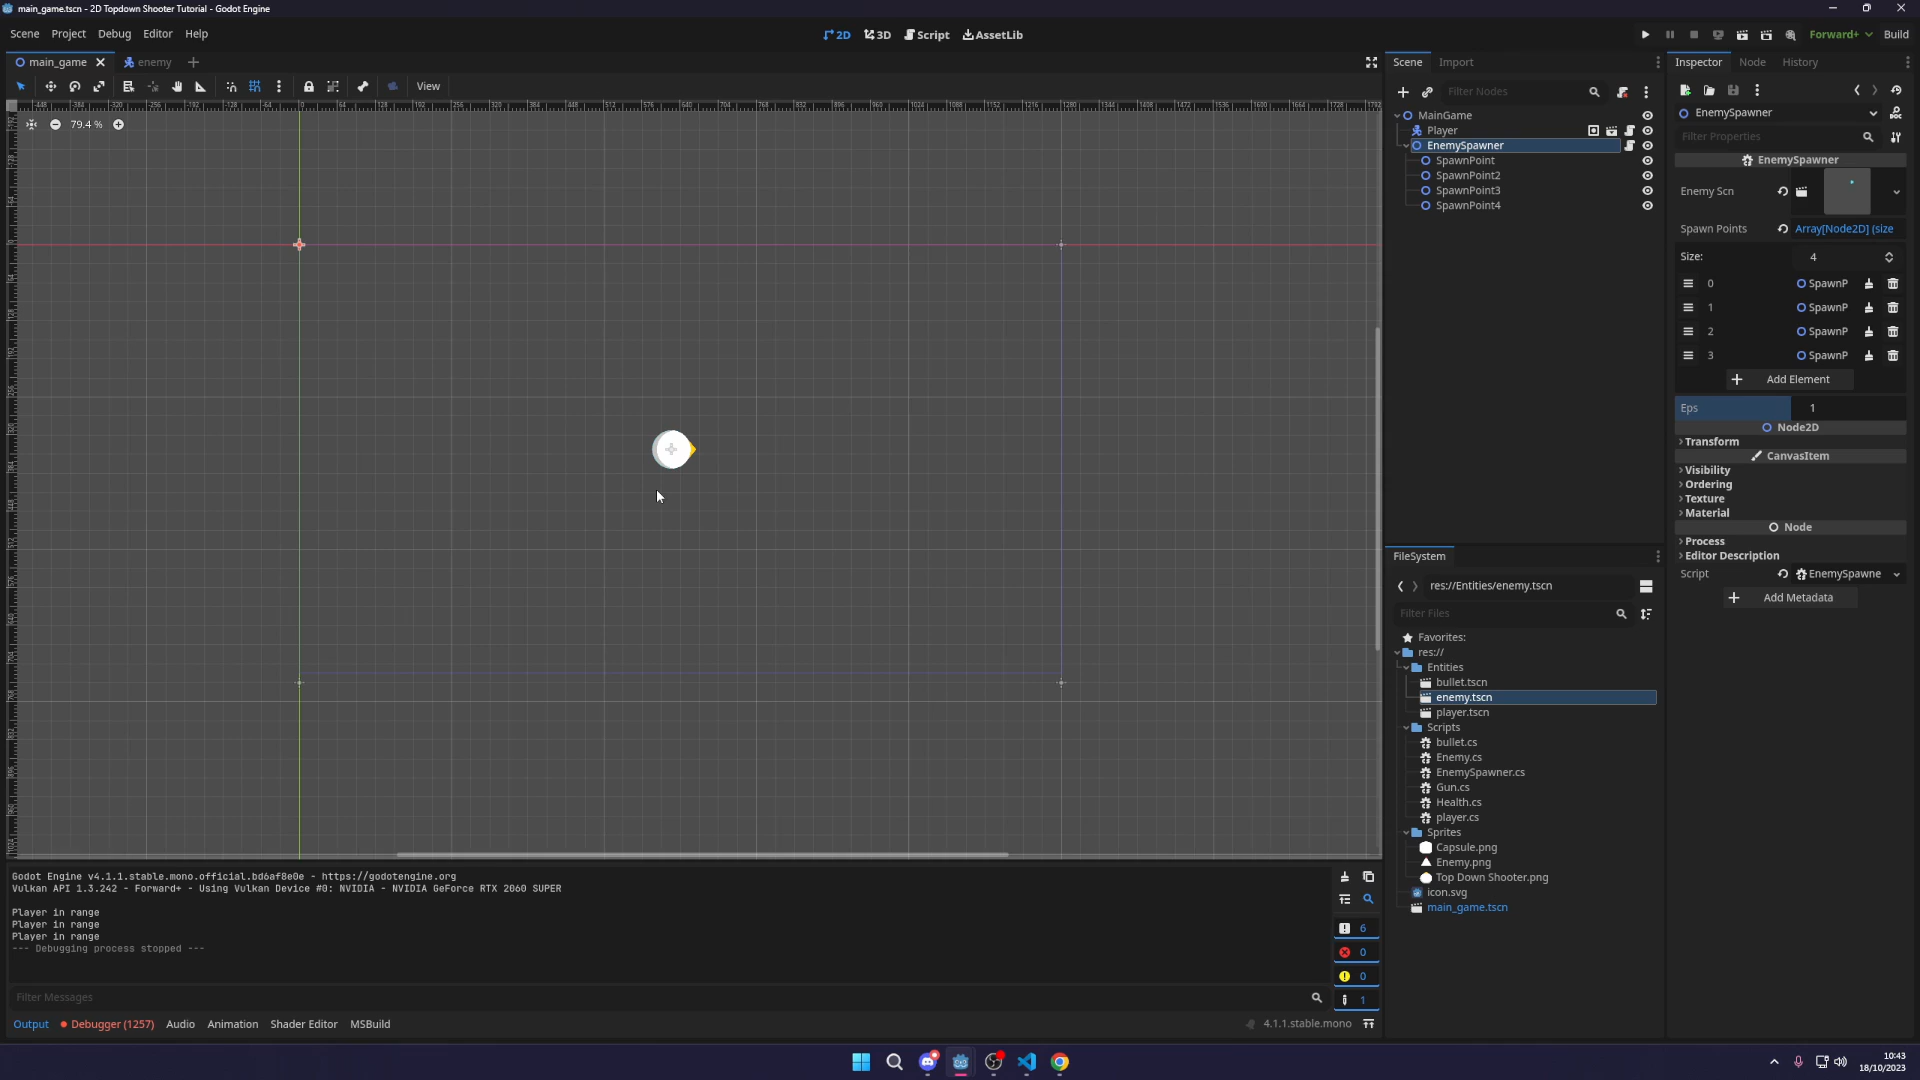 main_game.tscn - 2D Topdown Shooter Tutorial - Godot Engine
Scene Project Debug Editor Help
2D 3D Script AssetLib
Forward+ Build
main_game enemy
View
79.4 %
Scene Import
Filter Nodes
MainGame
Player
EnemySpawner
SpawnPoint
SpawnPoint2
SpawnPoint3
SpawnPoint4
Inspector Node History
EnemySpawner
Filter Properties
EnemySpawner
Enemy Scn
Spawn Points Array[Node2D] (size
Size: 4
0 SpawnP
1 SpawnP
2 SpawnP
3 SpawnP
Add Element
Eps 1
Node2D
Transform
CanvasItem
Visibility
Ordering
Texture
Material
Node
Process
Editor Description
Script EnemySpawne
Add Metadata
FileSystem
res://Entities/enemy.tscn
Filter Files
Favorites:
res://
Entities
bullet.tscn
enemy.tscn
player.tscn
Scripts
bullet.cs
Enemy.cs
EnemySpawner.cs
Gun.cs
Health.cs
player.cs
Sprites
Capsule.png
Enemy.png
Top Down Shooter.png
icon.svg
main_game.tscn
Godot Engine v4.1.1.stable.mono.official.bd6af8e0e - https://godotengine.org
Vulkan API 1.3.242 - Forward+ - Using Vulkan Device #0: NVIDIA - NVIDIA GeForce RTX 2060 SUPER
Player in range
Player in range
Player in range
--- Debugging process stopped ---
6
0
0
1
Filter Messages
Output Debugger (1257) Audio Animation Shader Editor MSBuild
4.1.1.stable.mono
10:43
18/10/2023